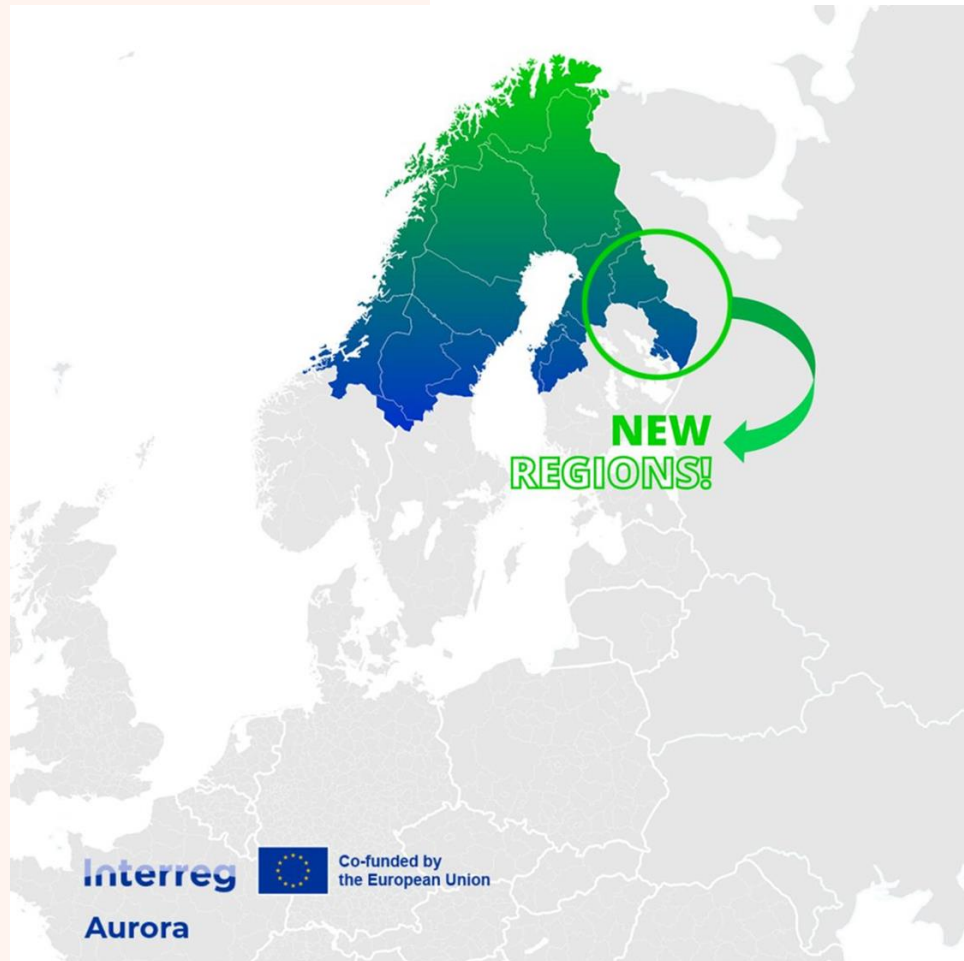 NEW
REGIONS!
Interreg
Co-funded by
the European Union
Aurora